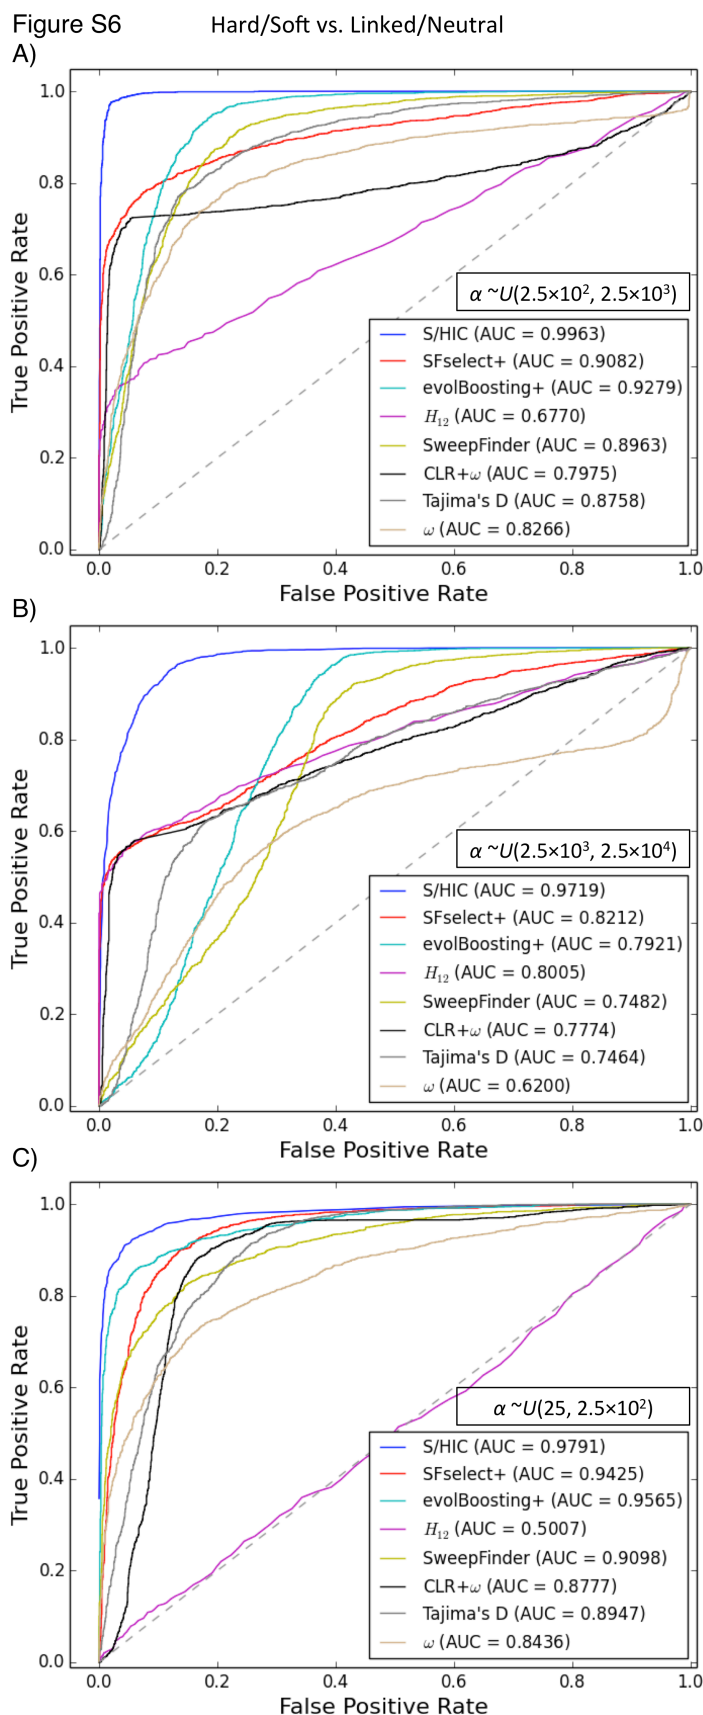 Figure S6 Hard/Soft vs. Linked/Neutral
A)
1.0
0.8
0.6
0.4
0.2
0.0
True Positive Rate
α ~U(2.5×10², 2.5×10³)
S/HIC (AUC = 0.9963)
SFselect+ (AUC = 0.9082)
evolBoosting+ (AUC = 0.9279)
H₁₂ (AUC = 0.6770)
SweepFinder (AUC = 0.8963)
CLR+ω (AUC = 0.7975)
Tajima's D (AUC = 0.8758)
ω (AUC = 0.8266)
0.0 0.2 0.4 0.6 0.8 1.0
False Positive Rate
B)
1.0
0.8
0.6
0.4
0.2
0.0
True Positive Rate
α ~U(2.5×10³, 2.5×10⁴)
S/HIC (AUC = 0.9719)
SFselect+ (AUC = 0.8212)
evolBoosting+ (AUC = 0.7921)
H₁₂ (AUC = 0.8005)
SweepFinder (AUC = 0.7482)
CLR+ω (AUC = 0.7774)
Tajima's D (AUC = 0.7464)
ω (AUC = 0.6200)
0.0 0.2 0.4 0.6 0.8 1.0
False Positive Rate
C)
1.0
0.8
0.6
0.4
0.2
0.0
True Positive Rate
α ~U(25, 2.5×10²)
S/HIC (AUC = 0.9791)
SFselect+ (AUC = 0.9425)
evolBoosting+ (AUC = 0.9565)
H₁₂ (AUC = 0.5007)
SweepFinder (AUC = 0.9098)
CLR+ω (AUC = 0.8777)
Tajima's D (AUC = 0.8947)
ω (AUC = 0.8436)
0.0 0.2 0.4 0.6 0.8 1.0
False Positive Rate